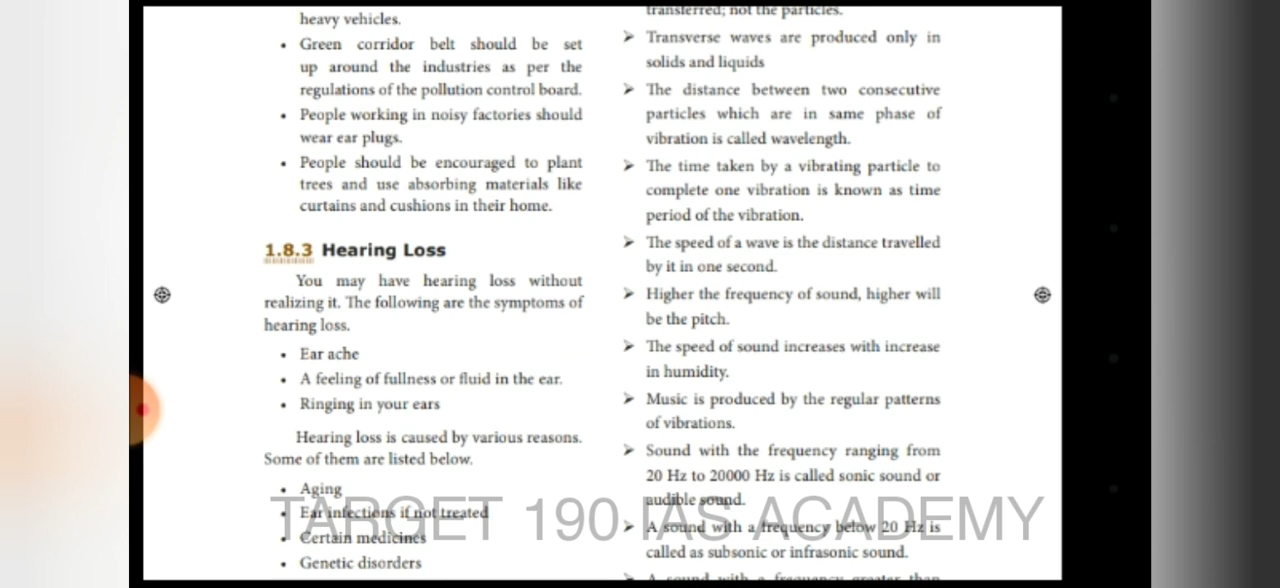 heavy vehicles.
• Green corridor belt should be set
up around the industries as per the
regulations of the pollution control board.
• People working in noisy factories should
wear ear plugs.
• People should be encouraged to plant
trees and use absorbing materials like
curtains and cushions in their home.
1.8.3 Hearing Loss
You may have hearing loss without
realizing it. The following are the symptoms of
hearing loss.
• Ear ache
• A feeling of fullness or fluid in the ear.
• Ringing in your ears
Hearing loss is caused by various reasons.
Some of them are listed below.
• Aging
• Ear infections if not treated
• Certain medicines
• Genetic disorders
transferred; not the particles.
➢ Transverse waves are produced only in
solids and liquids
➢ The distance between two consecutive
particles which are in same phase of
vibration is called wavelength.
➢ The time taken by a vibrating particle to
complete one vibration is known as time
period of the vibration.
➢ The speed of a wave is the distance travelled
by it in one second.
➢ Higher the frequency of sound, higher will
be the pitch.
➢ The speed of sound increases with increase
in humidity.
➢ Music is produced by the regular patterns
of vibrations.
➢ Sound with the frequency ranging from
20 Hz to 20000 Hz is called sonic sound or
audible sound.
➢ A sound with a frequency below 20 Hz is
called as subsonic or infrasonic sound.
➢ A sound with a frequency greater than
TARGET 190 IAS ACADEMY